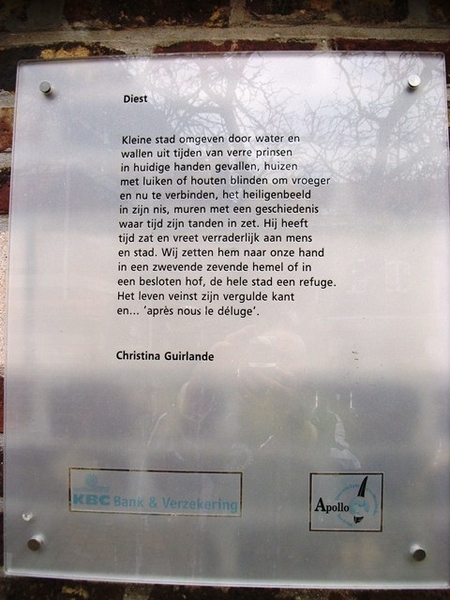 Diest
Kleine stad omgeven door water en
wallen uit tijden van verre prinsen
in huidige handen gevallen, huizen
met luiken of houten blinden om vroeger
en nu te verbinden, het heiligenbeeld
in zijn nis, muren met een geschiedenis
waar tijd zijn tanden in zet. Hij heeft
tijd zat en vreet verraderlijk aan mens
en stad. Wij zetten hem naar onze hand
in een zwevende zevende hemel of in
een besloten hof, de hele stad een refuge.
Het leven veinst zijn vergulde kant
en... ‘après nous le déluge’.
Christina Guirlande
KBC Bank & Verzekering
Apollo